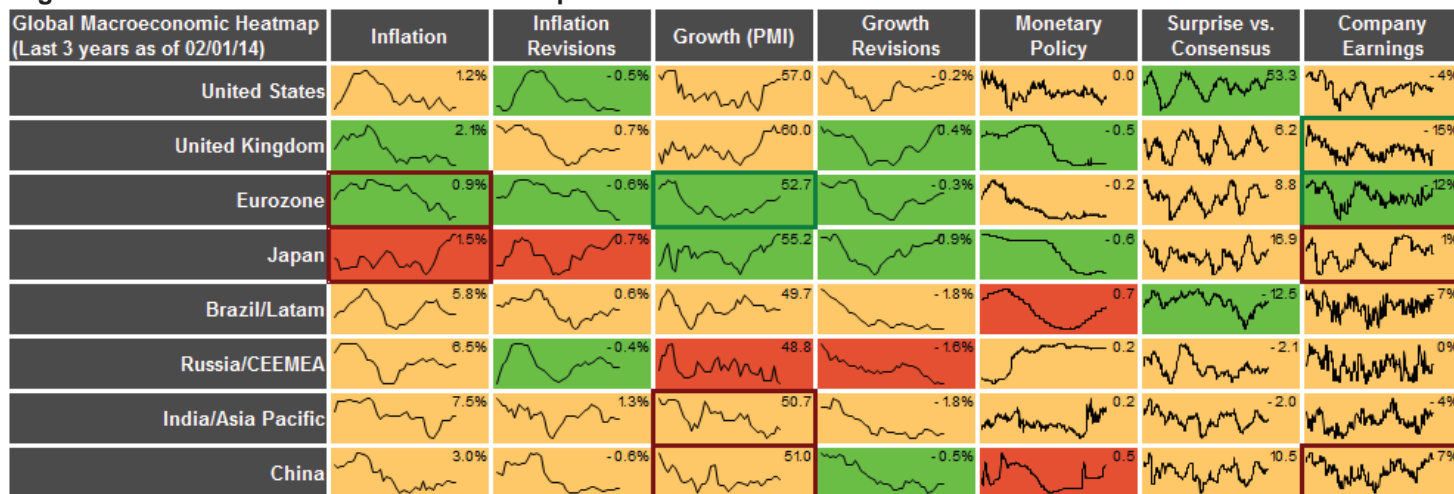 Global Macroeconomic Heatmap
(Last 3 years as of 02/01/14)
Inflation
Inflation
Revisions
Growth (PMI)
Growth
Revisions
Monetary
Policy
Surprise vs.
Consensus
Company
Earnings
United States 1.2% -0.5% 57.0 -0.2% 0.0 53.3 -4%
United Kingdom 2.1% 0.7% 60.0 0.4% -0.5 6.2 -15%
Eurozone 0.9% -0.6% 52.7 -0.3% -0.2 8.8 -12%
Japan 1.5% 0.7% 55.2 0.9% -0.6 16.9 1%
Brazil/Latam 5.8% 0.6% 49.7 -1.8% 0.7 -12.5 7%
Russia/CEEMEA 6.5% -0.4% 48.8 -1.6% 0.2 -2.1 0%
India/Asia Pacific 7.5% 1.3% 50.7 -1.8% 0.2 -2.0 -4%
China 3.0% -0.6% 51.0 -0.5% 0.5 10.5 7%